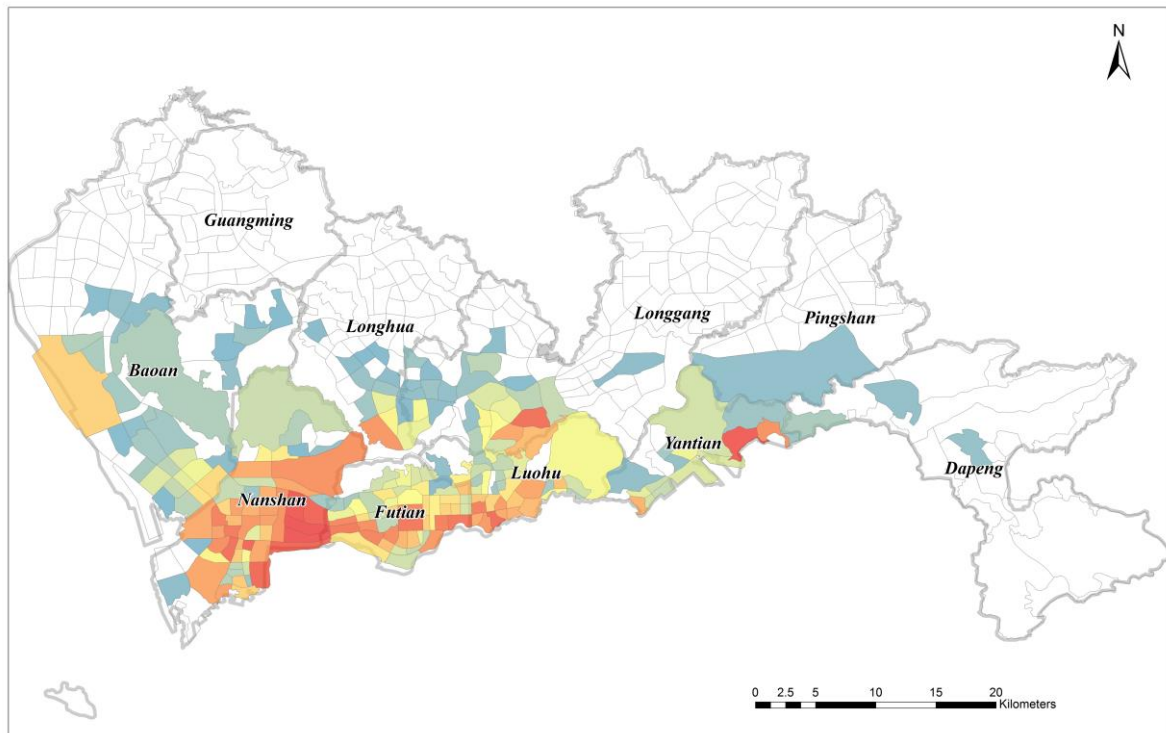 N
Guangming
Longhua
Longgang
Pingshan
Baoan
Yantian
Luohu
Dapeng
Nanshan
Futian
0 2.5 5 10 15 20
Kilometers